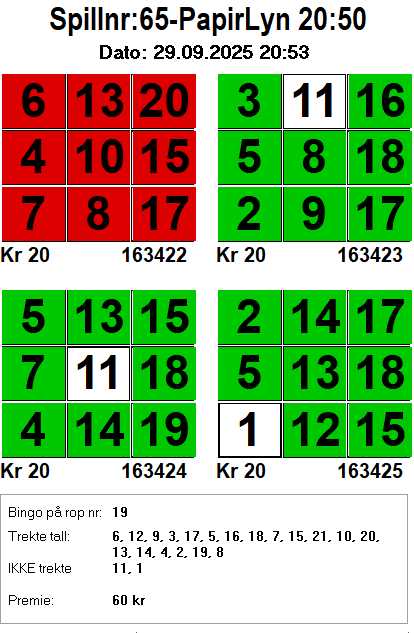 Spillnr:65-PapirLyn 20:50
Dato: 29.09.2025 20:53
6 13 20
4 10 15
7 8 17
Kr 20 163422
3 11 16
5 8 18
2 9 17
Kr 20 163423
5 13 15
7 11 18
4 14 19
Kr 20 163424
2 14 17
5 13 18
1 12 15
Kr 20 163425
Bingo på rop nr: 19
Trekte tall: 6, 12, 9, 3, 17, 5, 16, 18, 7, 15, 21, 10, 20,
13, 14, 4, 2, 19, 8
IKKE trekte 11, 1
Premie: 60 kr